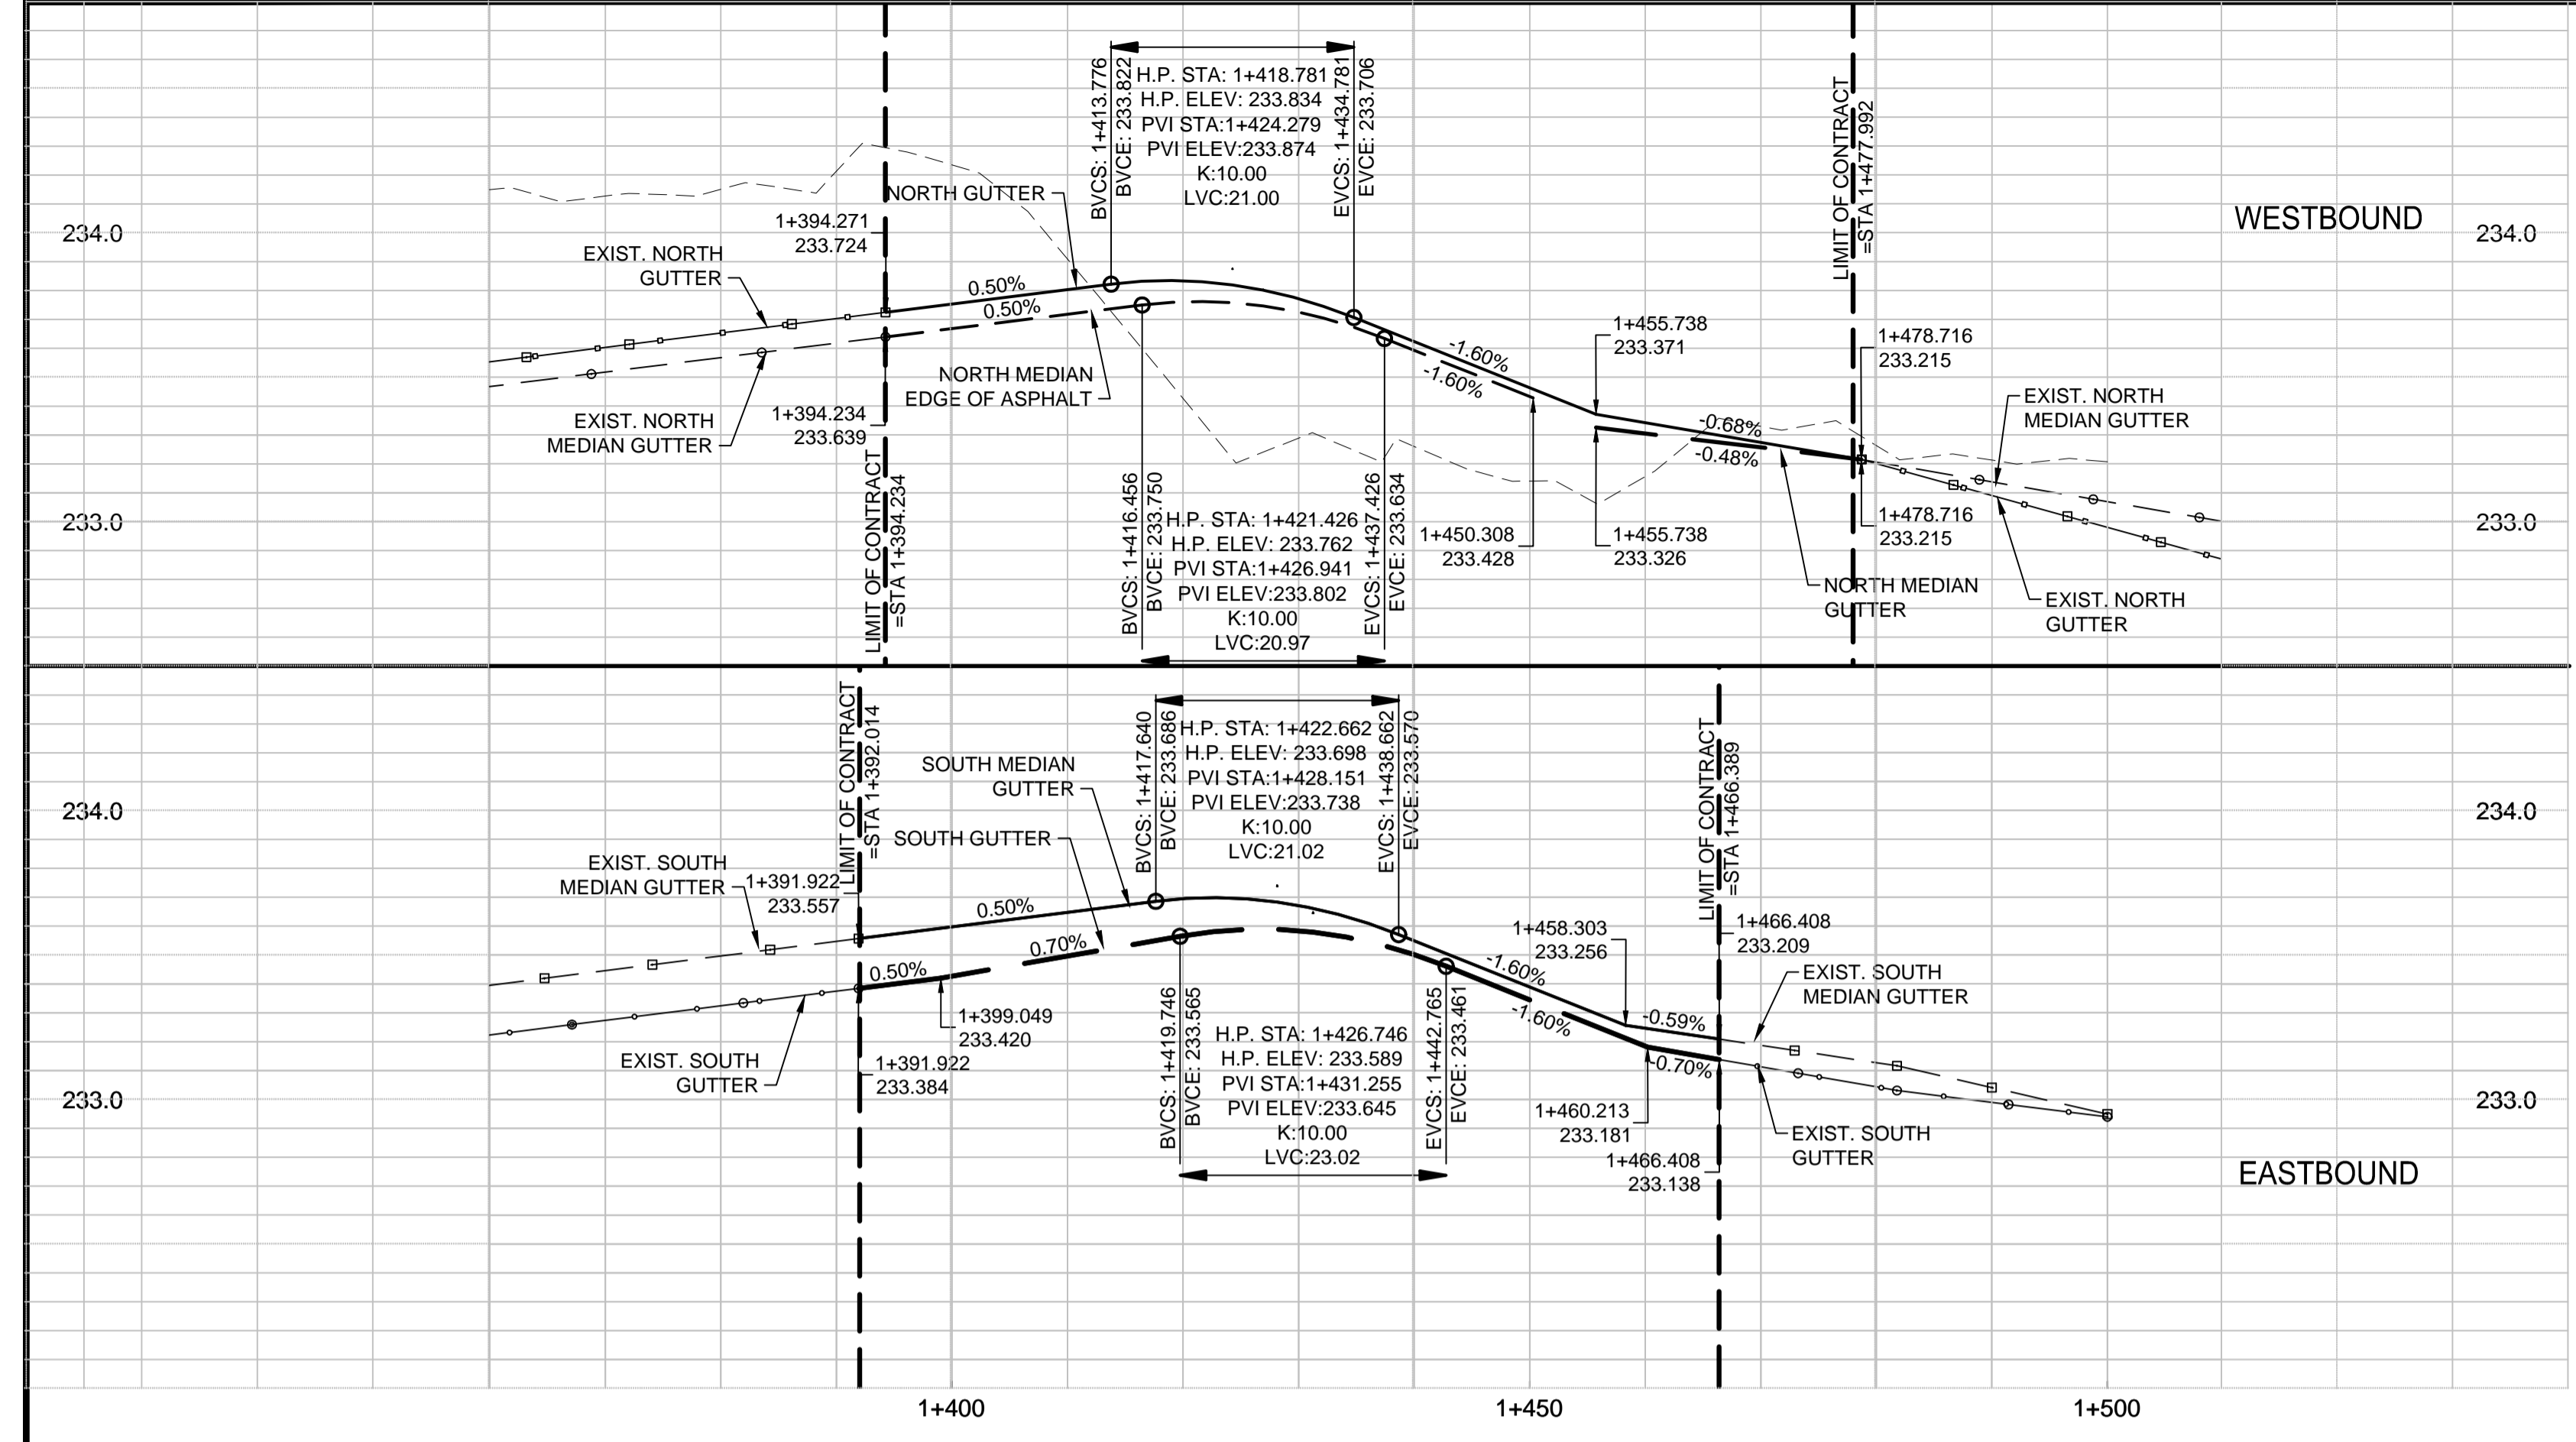 BVCS: 1+413.776
BVCE: 233.822
H.P. STA: 1+418.781
H.P. ELEV: 233.834
PVI STA:1+424.279
PVI ELEV:233.874
K:10.00
LVC:21.00
EVCS: 1+434.781
EVCE: 233.706
LIMIT OF CONTRACT
=STA 1+477.992
WESTBOUND
234.0
234.0
NORTH GUTTER
1+394.271
233.724
EXIST. NORTH
GUTTER
0.50%
0.50%
NORTH MEDIAN
EDGE OF ASPHALT
EXIST. NORTH
MEDIAN GUTTER
1+394.234
233.639
LIMIT OF CONTRACT
=STA 1+394.234
-1.60%
-1.60%
1+455.738
233.371
1+478.716
233.215
-0.68%
-0.48%
EXIST. NORTH
MEDIAN GUTTER
233.0
233.0
BVCS: 1+416.456
BVCE: 233.750
H.P. STA: 1+421.426
H.P. ELEV: 233.762
PVI STA:1+426.941
PVI ELEV:233.802
K:10.00
LVC:20.97
EVCS: 1+437.426
EVCE: 233.634
1+450.308
233.428
1+455.738
233.326
1+478.716
233.215
NORTH MEDIAN
GUTTER
EXIST. NORTH
GUTTER
LIMIT OF CONTRACT
=STA 1+392.014
BVCS: 1+417.640
BVCE: 233.686
H.P. STA: 1+422.662
H.P. ELEV: 233.698
PVI STA:1+428.151
PVI ELEV:233.738
K:10.00
LVC:21.02
EVCS: 1+438.662
EVCE: 233.570
LIMIT OF CONTRACT
=STA 1+466.389
234.0
234.0
SOUTH MEDIAN
GUTTER
SOUTH GUTTER
EXIST. SOUTH
MEDIAN GUTTER
1+391.922
233.557
0.50%
0.70%
0.50%
1+399.049
233.420
1+391.922
233.384
EXIST. SOUTH
GUTTER
-1.60%
-1.60%
1+458.303
233.256
1+466.408
233.209
-0.59%
-0.70%
EXIST. SOUTH
MEDIAN GUTTER
233.0
233.0
BVCS: 1+419.746
BVCE: 233.565
H.P. STA: 1+426.746
H.P. ELEV: 233.589
PVI STA:1+431.255
PVI ELEV:233.645
K:10.00
LVC:23.02
EVCS: 1+442.765
EVCE: 233.461
1+460.213
233.181
1+466.408
233.138
EXIST. SOUTH
GUTTER
EASTBOUND
1+400
1+450
1+500